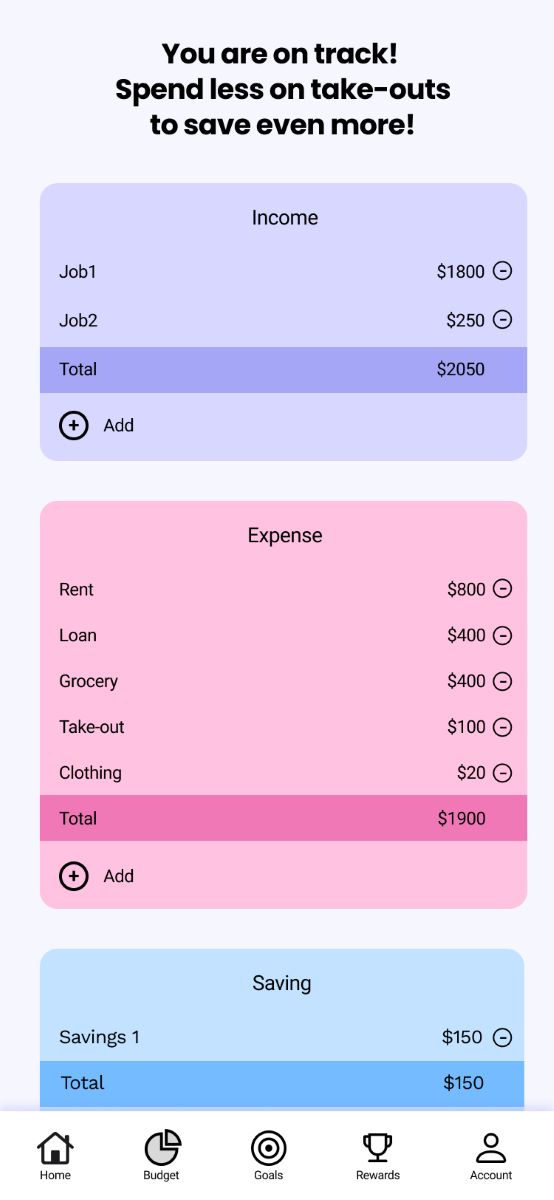 You are on track!
Spend less on take-outs
to save even more!
Income
Job1 $1800
Job2 $250
Total $2050
Add
Expense
Rent $800
Loan $400
Grocery $400
Take-out $100
Clothing $20
Total $1900
Add
Saving
Savings 1 $150
Total $150
Home Budget Goals Rewards Account